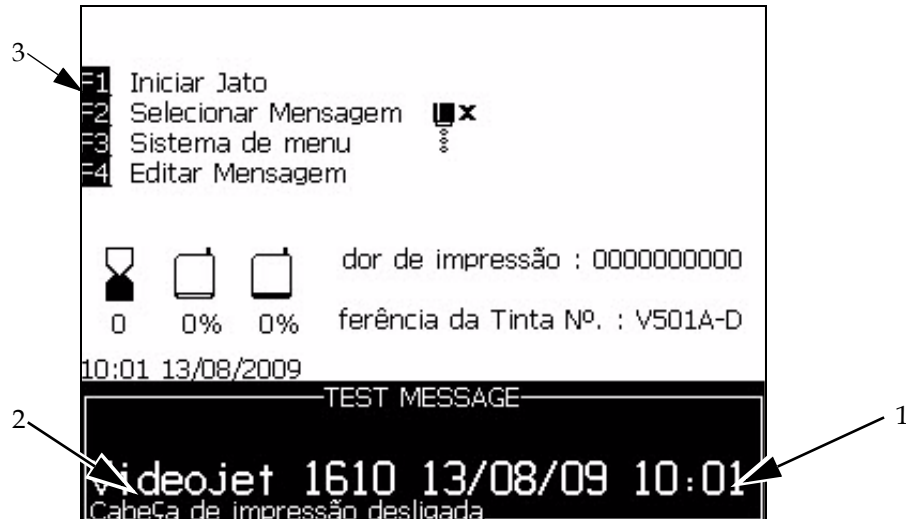 3
F1 Iniciar Jato
F2 Selecionar Mensagem
F3 Sistema de menu
F4 Editar Mensagem
dor de impressão : 0000000000
0 0% 0% ferência da Tinta Nº. : V501A-D
10:01 13/08/2009
TEST MESSAGE
2 1
Videojet 1610 13/08/09 10:01
Cabeça de impressão desligada